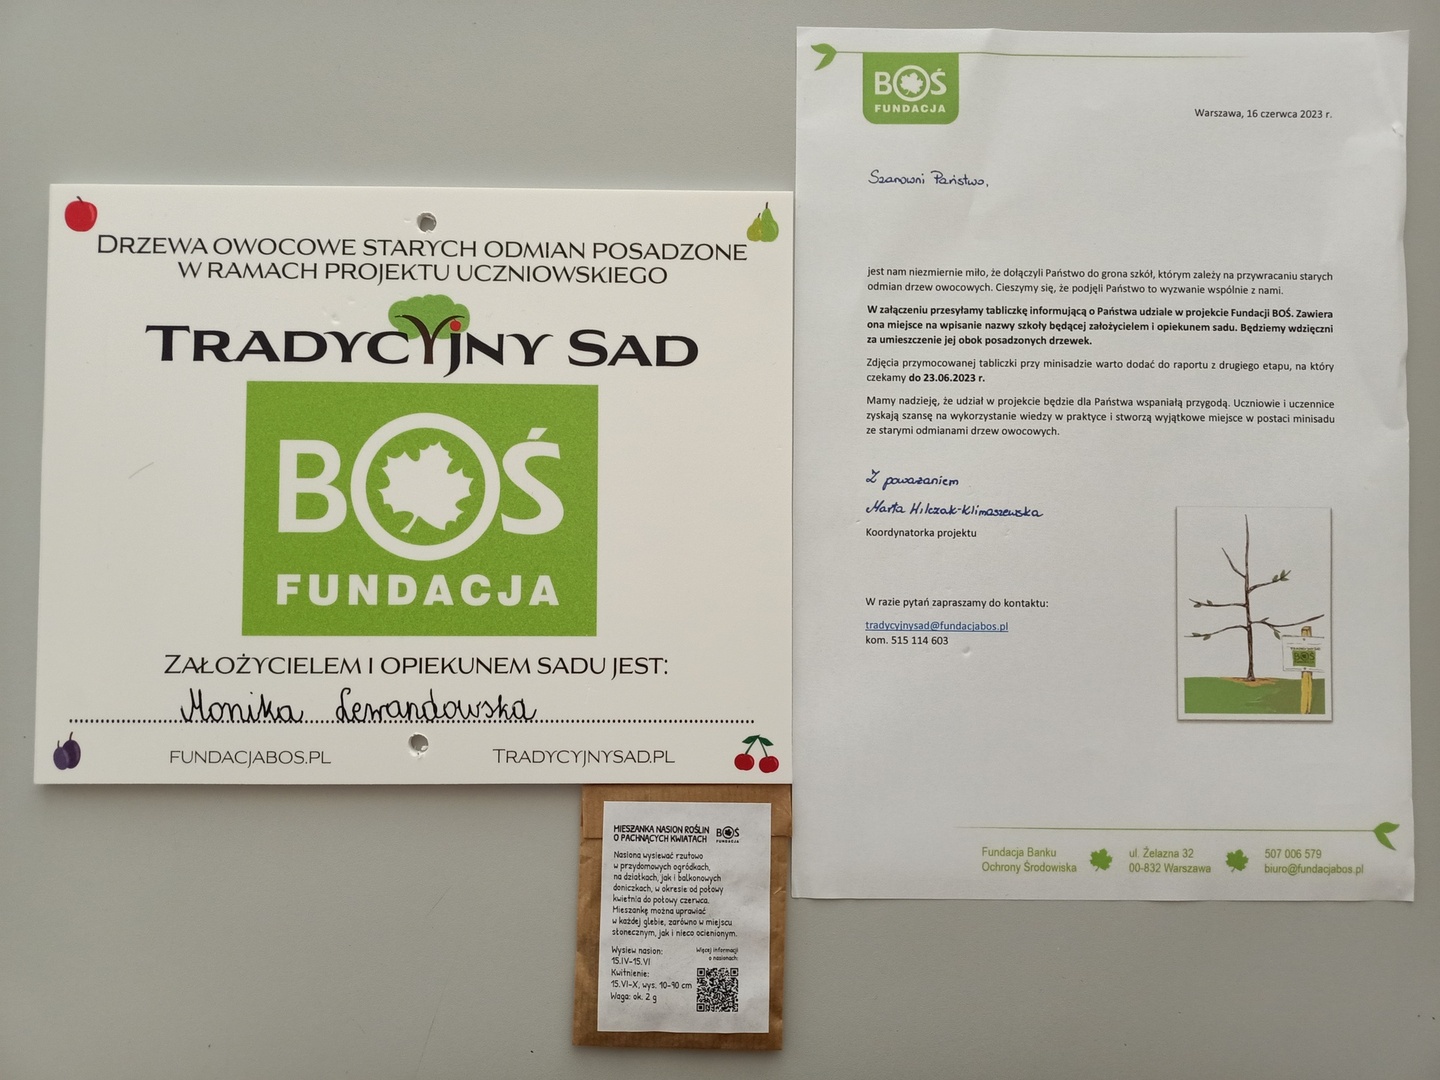 DRZEWA OWOCOWE STARYCH ODMIAN POSADZONE
W RAMACH PROJEKTU UCZNIOWSKIEGO
TRADYCYJNY SAD
BOŚ
FUNDACJA
ZAŁOŻYCIELEM I OPIEKUNEM SADU JEST:
Monika Lewandowska
FUNDACJABOS.PL
TRADYCYJNYSAD.PL
BOŚ
FUNDACJA
Warszawa, 16 czerwca 2023 r.
Szanowni Państwo,
jest nam niezmiernie miło, że dołączyli Państwo do grona szkół, którym zależy na przywracaniu starych
odmian drzew owocowych. Cieszymy się, że podjęli Państwo to wyzwanie wspólnie z nami.
W załączeniu przesyłamy tabliczkę informującą o Państwa udziale w projekcie Fundacji BOŚ. Zawiera
ona miejsce na wpisanie nazwy szkoły będącej założycielem i opiekunem sadu. Będziemy wdzięczni
za umieszczenie jej obok posadzonych drzewek.
Zdjęcia przymocowanej tabliczki przy minisadzie warto dodać do raportu z drugiego etapu, na który
czekamy do 23.06.2023 r.
Mamy nadzieję, że udział w projekcie będzie dla Państwa wspaniałą przygodą. Uczniowie i uczennice
zyskają szansę na wykorzystanie wiedzy w praktyce i stworzą wyjątkowe miejsce w postaci minisadu
ze starymi odmianami drzew owocowych.
Z poważaniem
Marta Wilczak-Klimaszewska
Koordynatorka projektu
W razie pytań zapraszamy do kontaktu:
tradycyjnysad@fundacjabos.pl
kom. 515 114 603
BOŚ
Fundacja Banku
Ochrony Środowiska
ul. Żelazna 32
00-832 Warszawa
507 006 579
biuro@fundacjabos.pl
MIESZANKA NASION ROŚLIN
O PACHNĄCYCH KWIATACH
BOŚ
FUNDACJA
Nasiona wysiewać rzutowo
w przydomowych ogródkach,
na działkach, jak i balkonowych
doniczkach, w okresie od połowy
kwietnia do połowy czerwca.
Mieszankę można uprawiać
w każdej glebie, zarówno w miejscu
słonecznym, jak i nieco ocienionym.
Wysiew nasion:
15.IV-15.VI
Kwitnienie:
15.VI-X, wys. 10-90 cm
Waga: ok. 2 g
Więcej informacji
o nasionach: